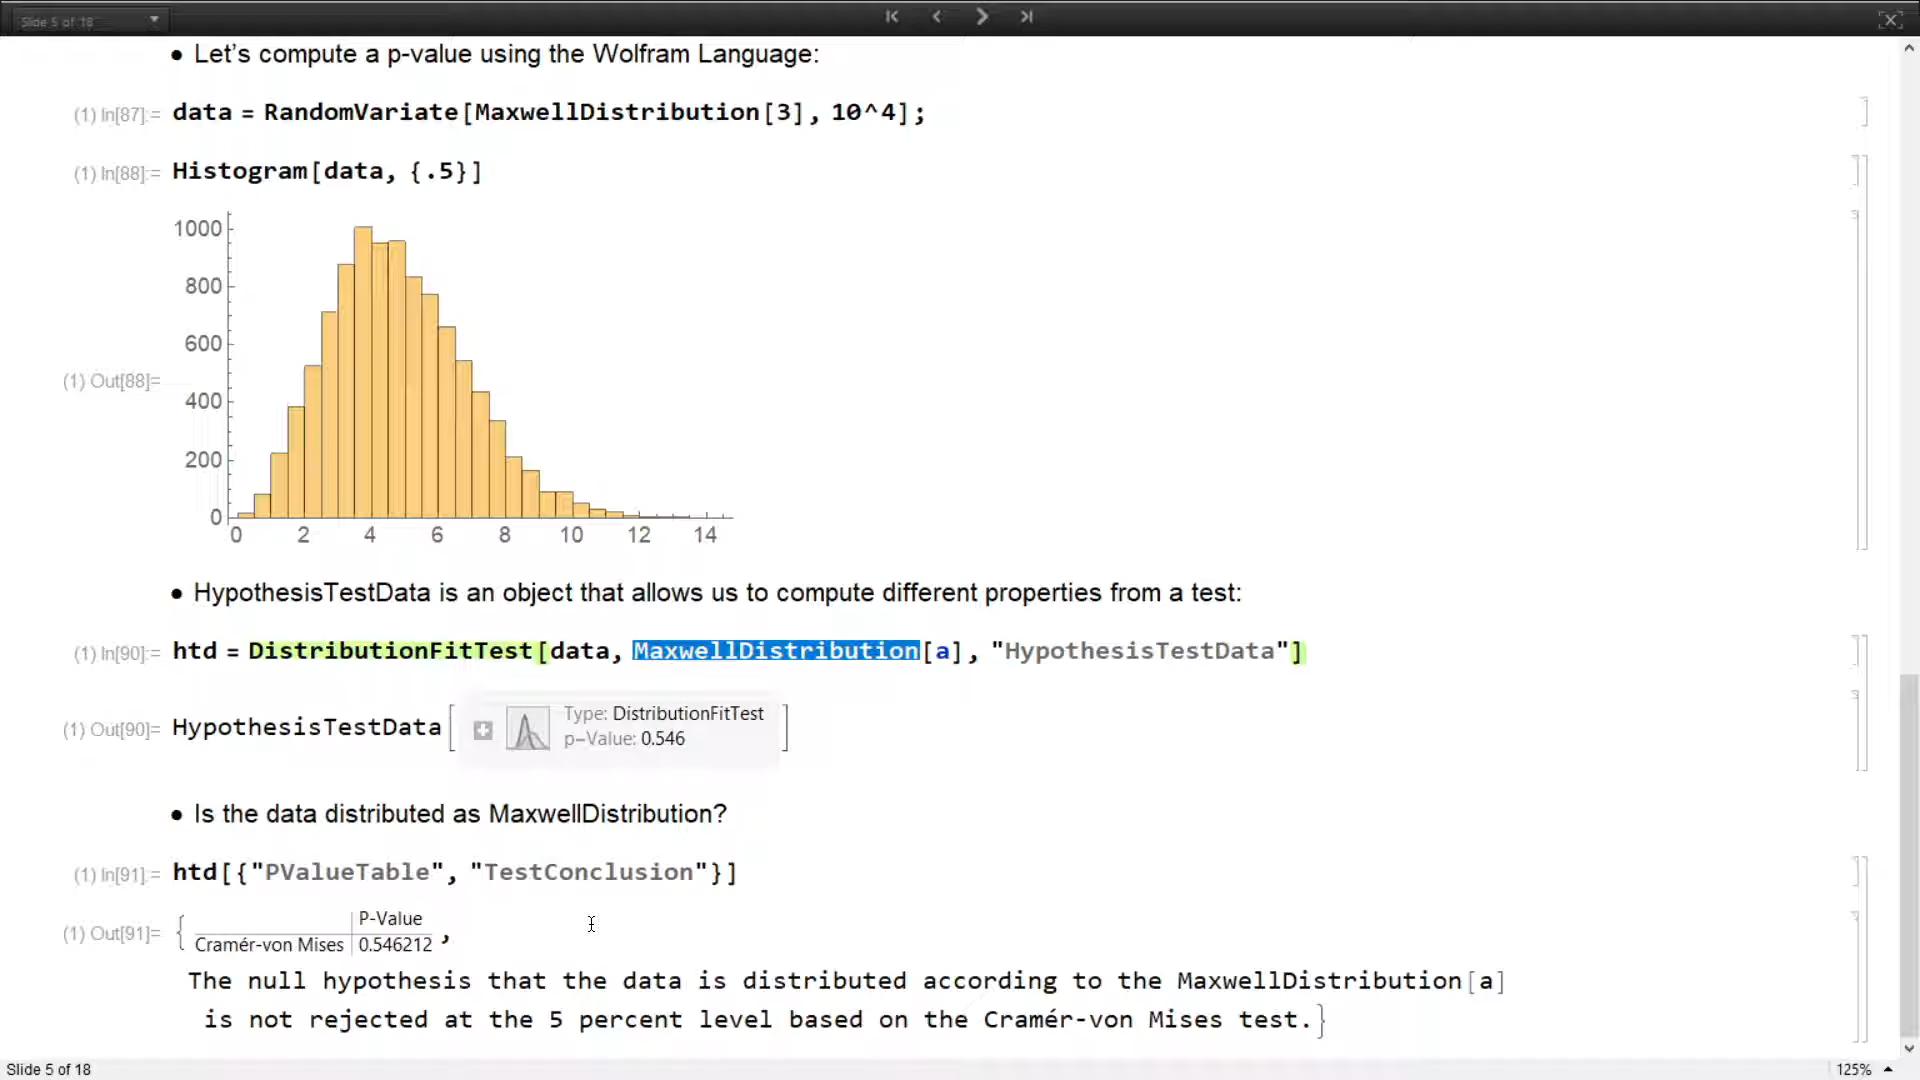 Slide 5 of 18
• Let's compute a p-value using the Wolfram Language:
(1) In[87]:= data = RandomVariate[MaxwellDistribution[3], 10^4];
(1) In[88]:= Histogram[data, {.5}]
1000
800
600
(1) Out[88]=
400
200
0
0 2 4 6 8 10 12 14
• HypothesisTestData is an object that allows us to compute different properties from a test:
(1) In[90]:= htd = DistributionFitTest[data, MaxwellDistribution[a], "HypothesisTestData"]
(1) Out[90]= HypothesisTestData[
Type: DistributionFitTest
p-Value: 0.546
]
• Is the data distributed as MaxwellDistribution?
(1) In[91]:= htd[{"PValueTable", "TestConclusion"}]
(1) Out[91]= {
P-Value
Cramér-von Mises 0.546212 ,
The null hypothesis that the data is distributed according to the MaxwellDistribution[a]
is not rejected at the 5 percent level based on the Cramér-von Mises test.}
Slide 5 of 18
125%